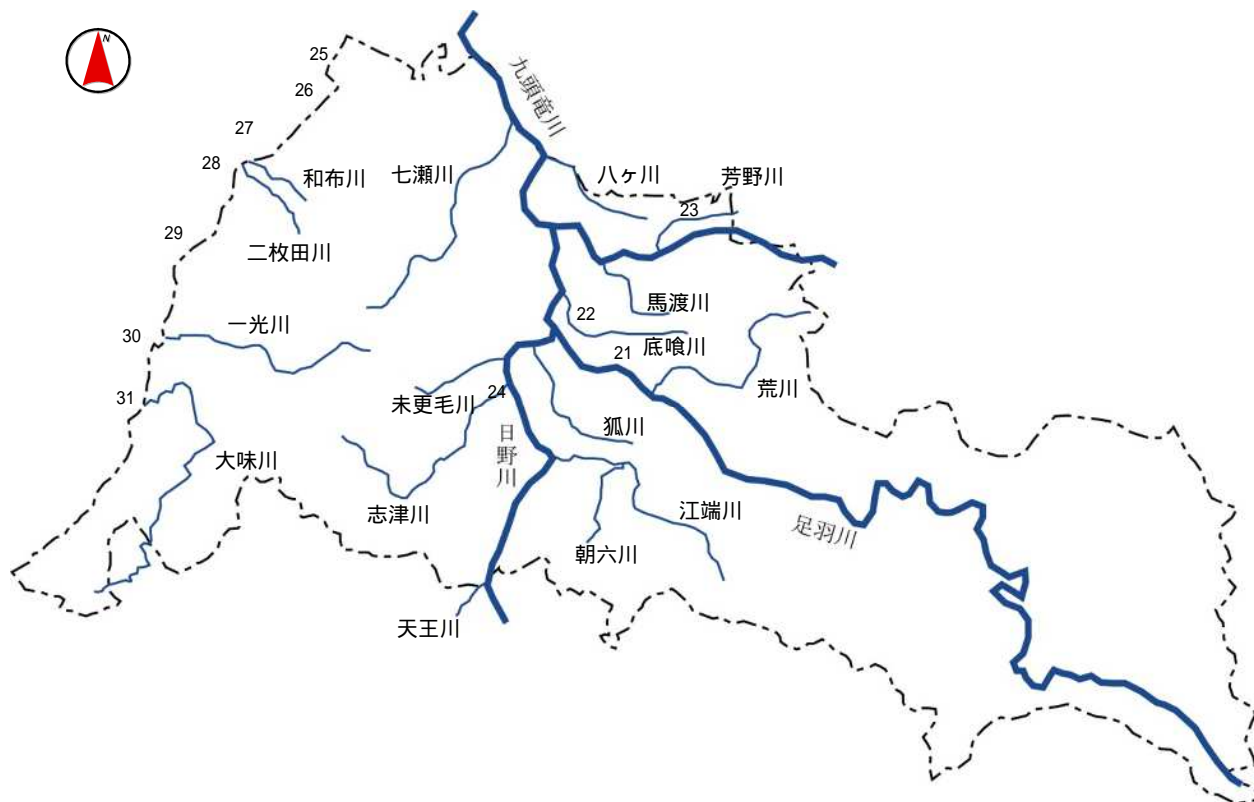 N
25
九頭竜川
26
27
28
和布川
七瀬川
八ヶ川
芳野川
23
29
二枚田川
馬渡川
一光川
22
30
底喰川
21
荒川
31
未更毛川
24
狐川
日野川
大味川
志津川
江端川
足羽川
朝六川
天王川